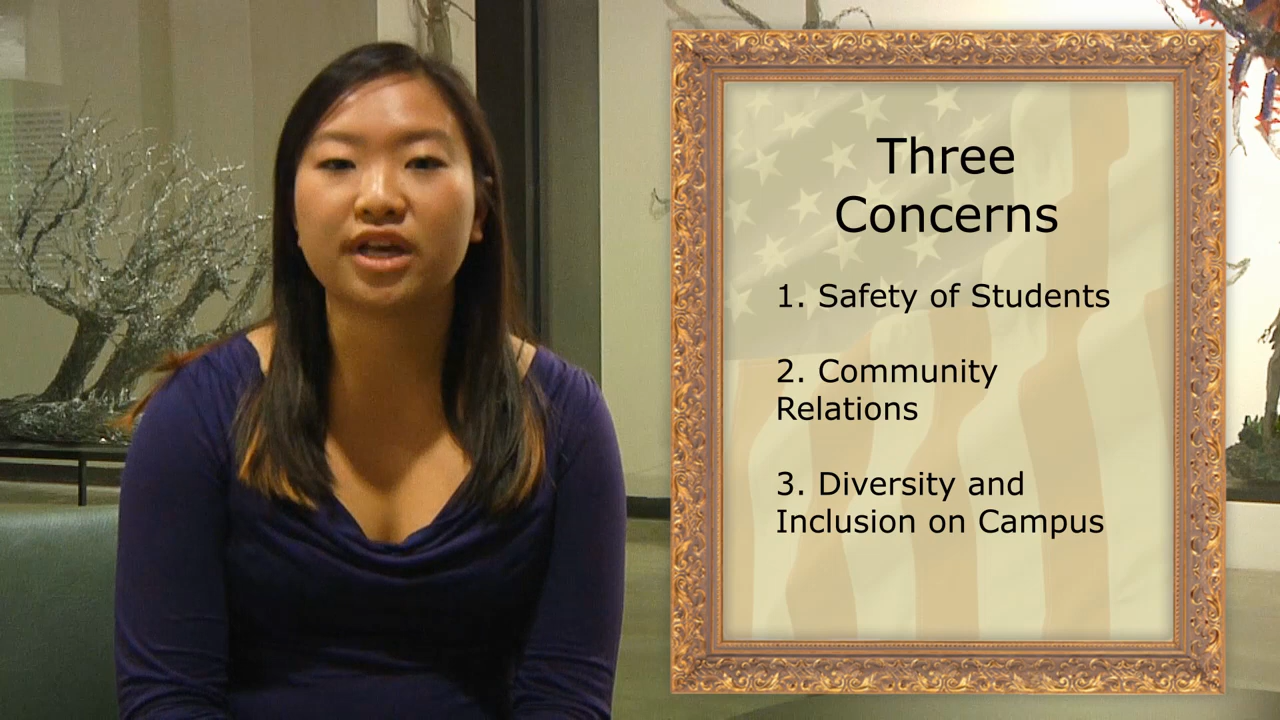 Three
Concerns
1. Safety of Students
2. Community
Relations
3. Diversity and
Inclusion on Campus